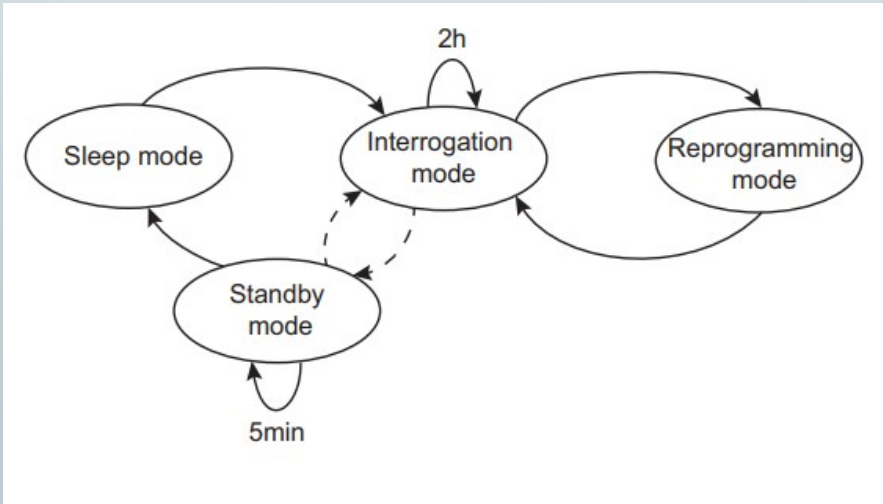 2h
Sleep mode
Interrogation
mode
Reprogramming
mode
Standby
mode
5min